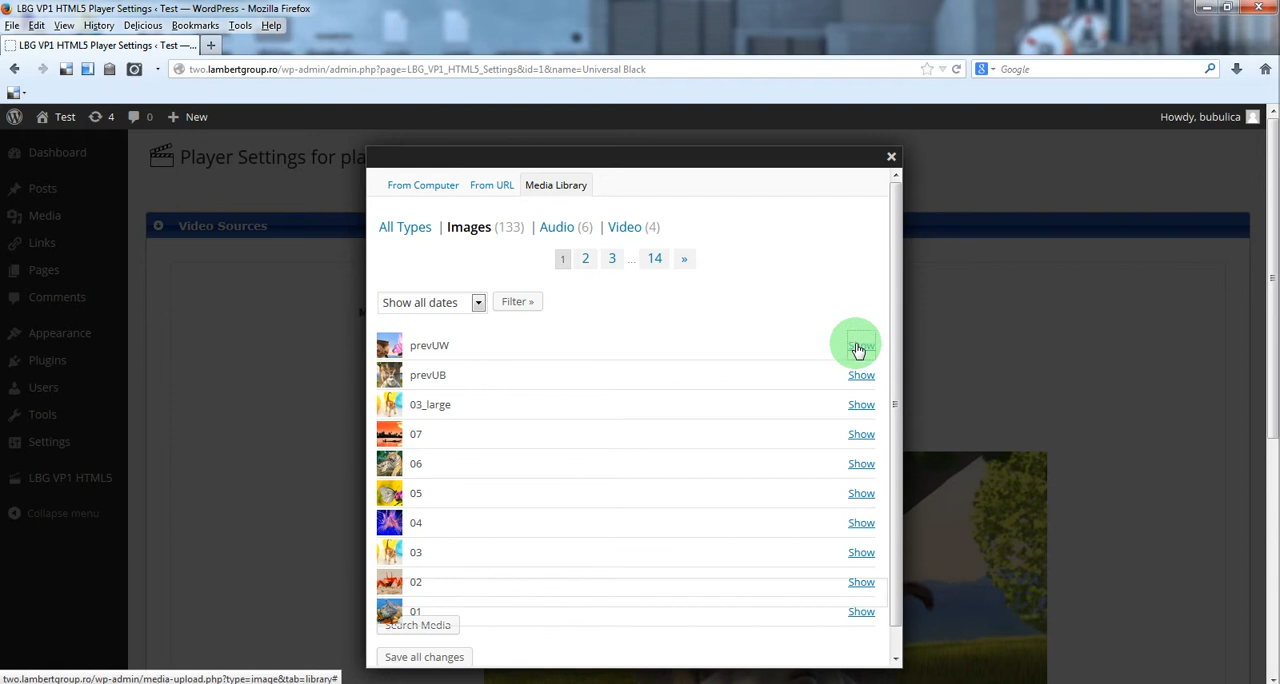 LBG VP1 HTML5 Player Settings ‹ Test — WordPress - Mozilla Firefox
File Edit View History Delicious Bookmarks Tools Help
LBG VP1 HTML5 Player Settings ‹ Test —...
two.lambertgroup.ro/wp-admin/admin.php?page=LBG_VP1_HTML5_Settings&id=1&name=Universal Black
Google
Test 4 0 New Howdy, bubulica
Dashboard
Posts
Media
Links
Pages
Comments
Appearance
Plugins
Users
Tools
Settings
LBG VP1 HTML5
Collapse menu
Player Settings for pla
Video Sources
From Computer From URL Media Library
All Types | Images (133) | Audio (6) | Video (4)
1 2 3 ... 14 »
Show all dates Filter »
prevUW Show
prevUB Show
03_large Show
07 Show
06 Show
05 Show
04 Show
03 Show
02 Show
01 Show
Search Media
Save all changes
two.lambertgroup.ro/wp-admin/media-upload.php?type=image&tab=library#